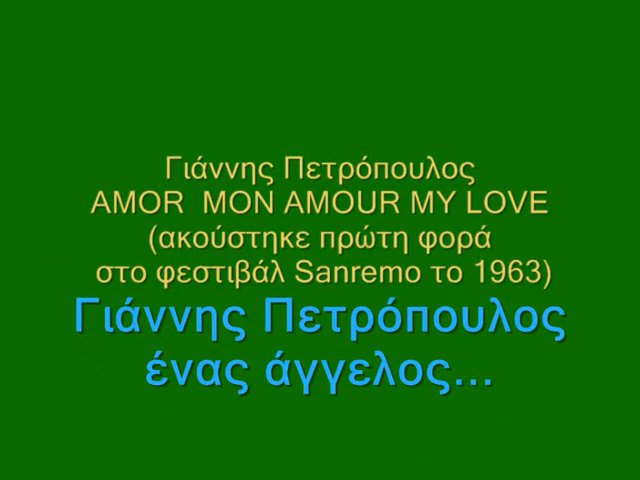 Γιάννης Πετρόπουλος
AMOR MON AMOUR MY LOVE
(ακούστηκε πρώτη φορά
στο φεστιβάλ Sanremo το 1963)
Γιάννης Πετρόπουλος
ένας άγγελος...